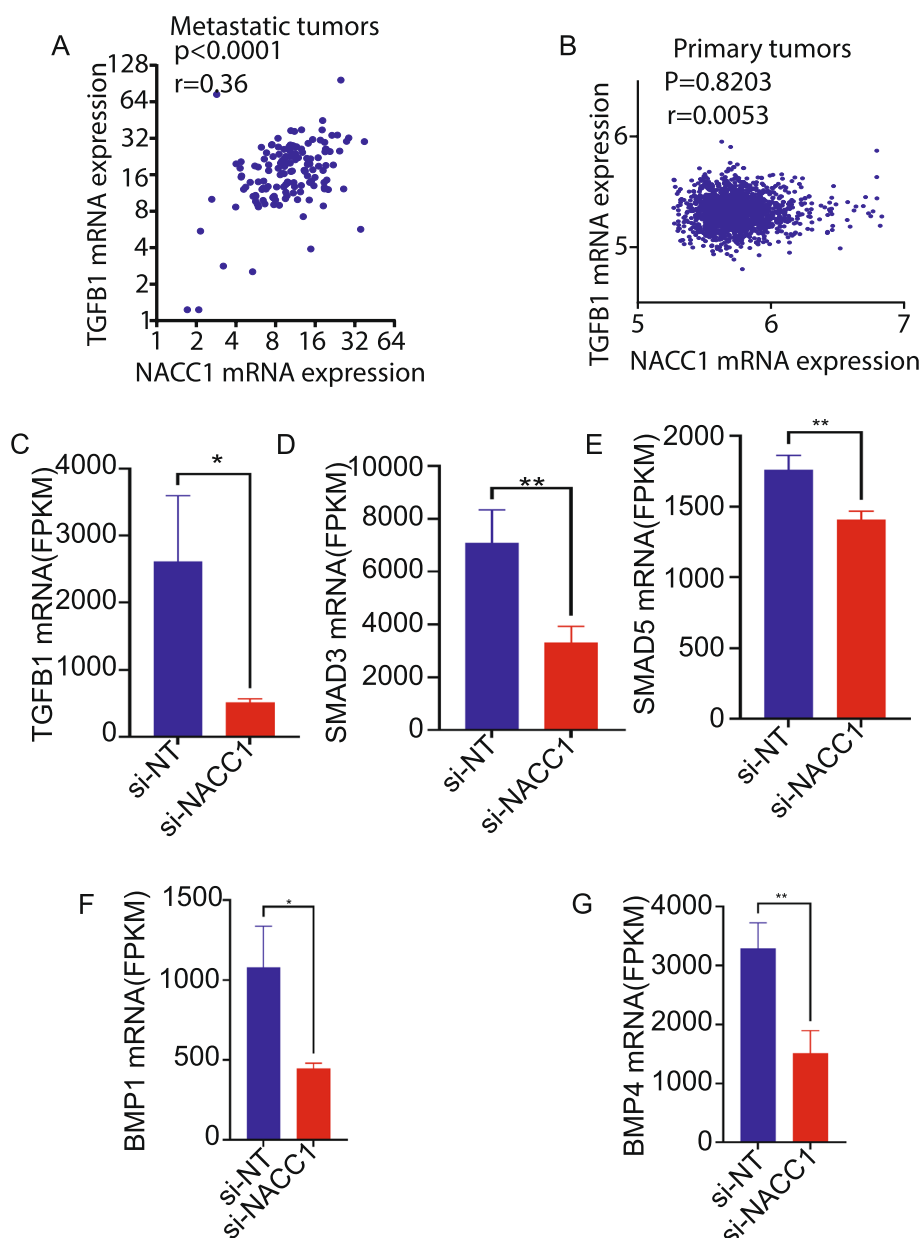 A
Metastatic tumors
p<0.0001
r=0.36
TGFB1 mRNA expression
128
64
32
16
8
4
2
1
1 2 4 8 16 32 64
NACC1 mRNA expression
B
Primary tumors
P=0.8203
r=0.0053
TGFB1 mRNA expression
6
5
5 6 7
NACC1 mRNA expression
C
TGFB1 mRNA(FPKM)
4000
3000
2000
1000
0
*
si-NT
si-NACC1
D
SMAD3 mRNA(FPKM)
10000
8000
6000
4000
2000
0
**
si-NT
si-NACC1
E
SMAD5 mRNA(FPKM)
2000
1500
1000
500
0
**
si-NT
si-NACC1
F
BMP1 mRNA(FPKM)
1500
1000
500
0
*
si-NT
si-NACC1
G
BMP4 mRNA(FPKM)
4000
3000
2000
1000
0
**
si-NT
si-NACC1